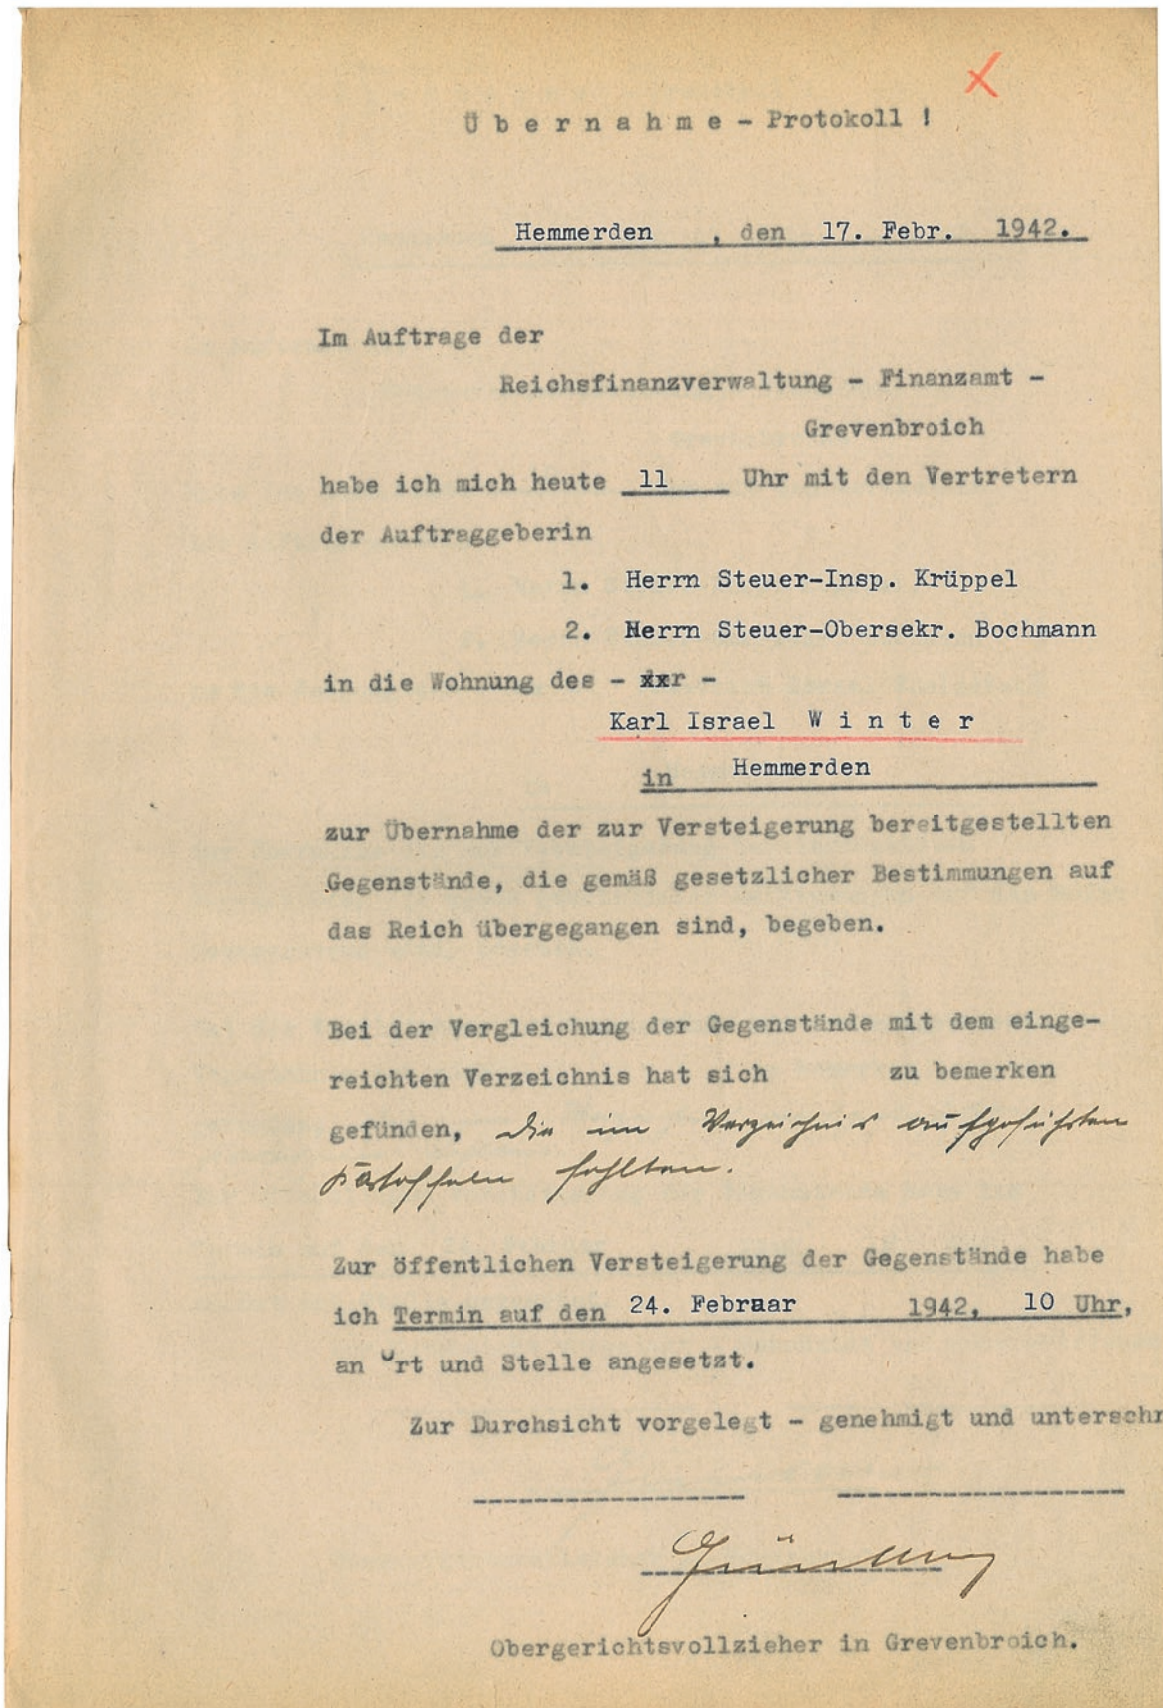 Übernahme - Protokoll !
Hemmerden , den 17. Febr. 1942.
Im Auftrage der
Reichsfinanzverwaltung - Finanzamt -
Grevenbroich
habe ich mich heute 11 Uhr mit den Vertretern
der Auftraggeberin
1. Herrn Steuer-Insp. Krüppel
2. Herrn Steuer-Obersekr. Bochmann
in die Wohnung des - xxr -
Karl Israel Winter
in Hemmerden
zur Übernahme der zur Versteigerung bereitgestellten
Gegenstände, die gemäß gesetzlicher Bestimmungen auf
das Reich übergegangen sind, begeben.
Bei der Vergleichung der Gegenstände mit dem einge-
reichten Verzeichnis hat sich zu bemerken
gefünden, die im Verzeichnis aufgeführten
Kartoffeln fehlten.
Zur öffentlichen Versteigerung der Gegenstände habe
ich Termin auf den 24. Februar 1942, 10 Uhr,
an Ort und Stelle angesetzt.
Zur Durchsicht vorgelegt - genehmigt und unterschr
Obergerichtsvollzieher in Grevenbroich.